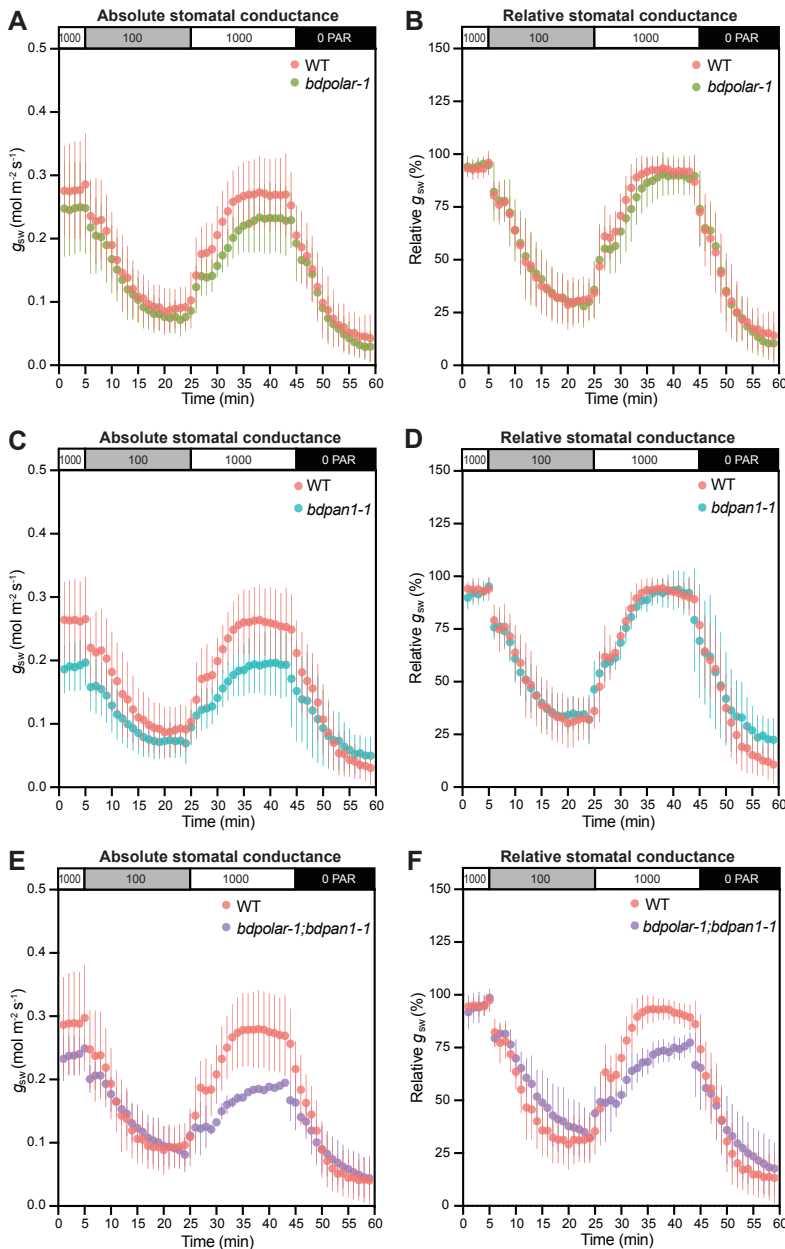 A
Absolute stomatal conductance
1000 100 1000 0 PAR
WT
bdpolar-1
0.5
0.4
0.3
0.2
0.1
0.0
gsw (mol m-2 s-1)
0 5 10 15 20 25 30 35 40 45 50 55 60
Time (min)
B
Relative stomatal conductance
1000 100 1000 0 PAR
WT
bdpolar-1
150
125
100
75
50
25
0
Relative gsw (%)
0 5 10 15 20 25 30 35 40 45 50 55 60
Time (min)
C
Absolute stomatal conductance
1000 100 1000 0 PAR
WT
bdpan1-1
0.5
0.4
0.3
0.2
0.1
0.0
gsw (mol m-2 s-1)
0 5 10 15 20 25 30 35 40 45 50 55 60
Time (min)
D
Relative stomatal conductance
1000 100 1000 0 PAR
WT
bdpan1-1
150
125
100
75
50
25
0
Relative gsw (%)
0 5 10 15 20 25 30 35 40 45 50 55 60
Time (min)
E
Absolute stomatal conductance
1000 100 1000 0 PAR
WT
bdpolar-1;bdpan1-1
0.5
0.4
0.3
0.2
0.1
0.0
gsw (mol m-2 s-1)
0 5 10 15 20 25 30 35 40 45 50 55 60
Time (min)
F
Relative stomatal conductance
1000 100 1000 0 PAR
WT
bdpolar-1;bdpan1-1
150
125
100
75
50
25
0
Relative gsw (%)
0 5 10 15 20 25 30 35 40 45 50 55 60
Time (min)